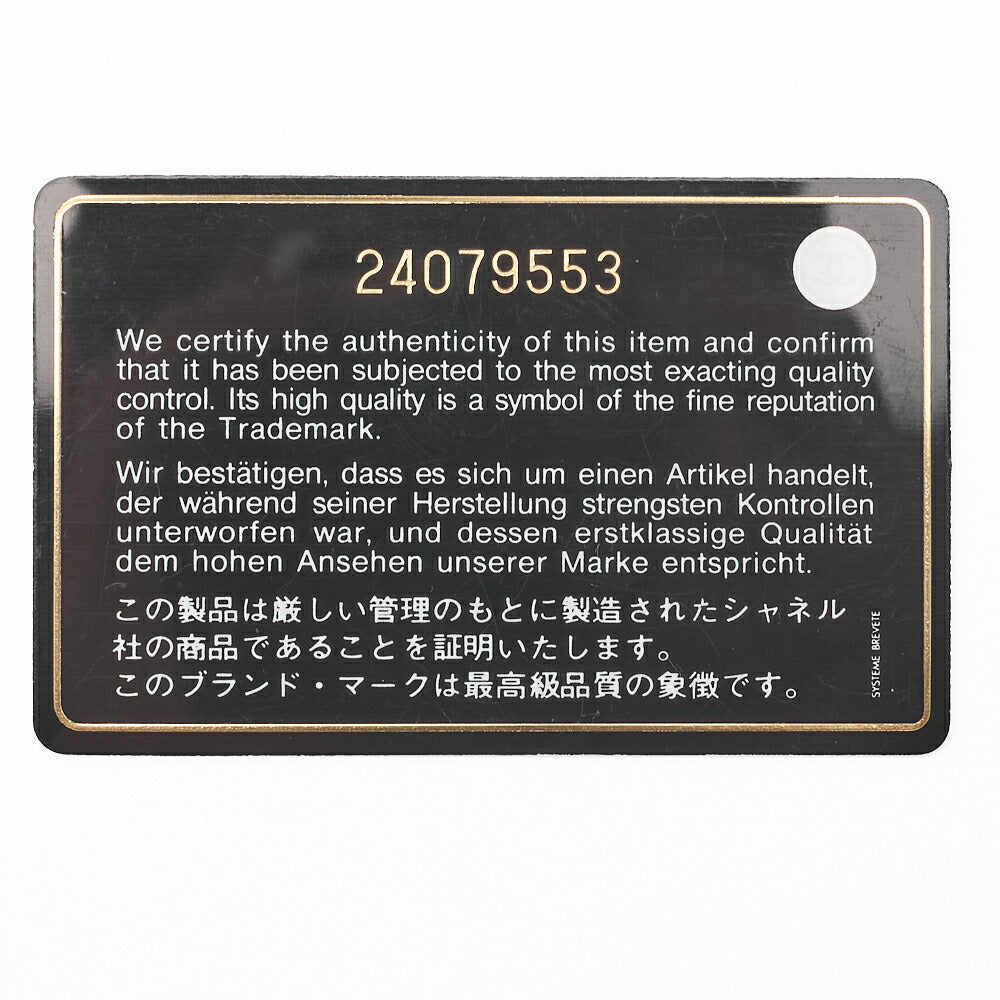 24079553
We certify the authenticity of this item and confirm
that it has been subjected to the most exacting quality
control. Its high quality is a symbol of the fine reputation
of the Trademark.
Wir bestätigen, dass es sich um einen Artikel handelt,
der während seiner Herstellung strengsten Kontrollen
unterworfen war, und dessen erstklassige Qualität
dem hohen Ansehen unserer Marke entspricht.
この製品は厳しい管理のもとに製造されたシャネル
社の商品であることを証明いたします。
このブランド・マークは最高級品質の象徴です。
SYSTEME BREVETE